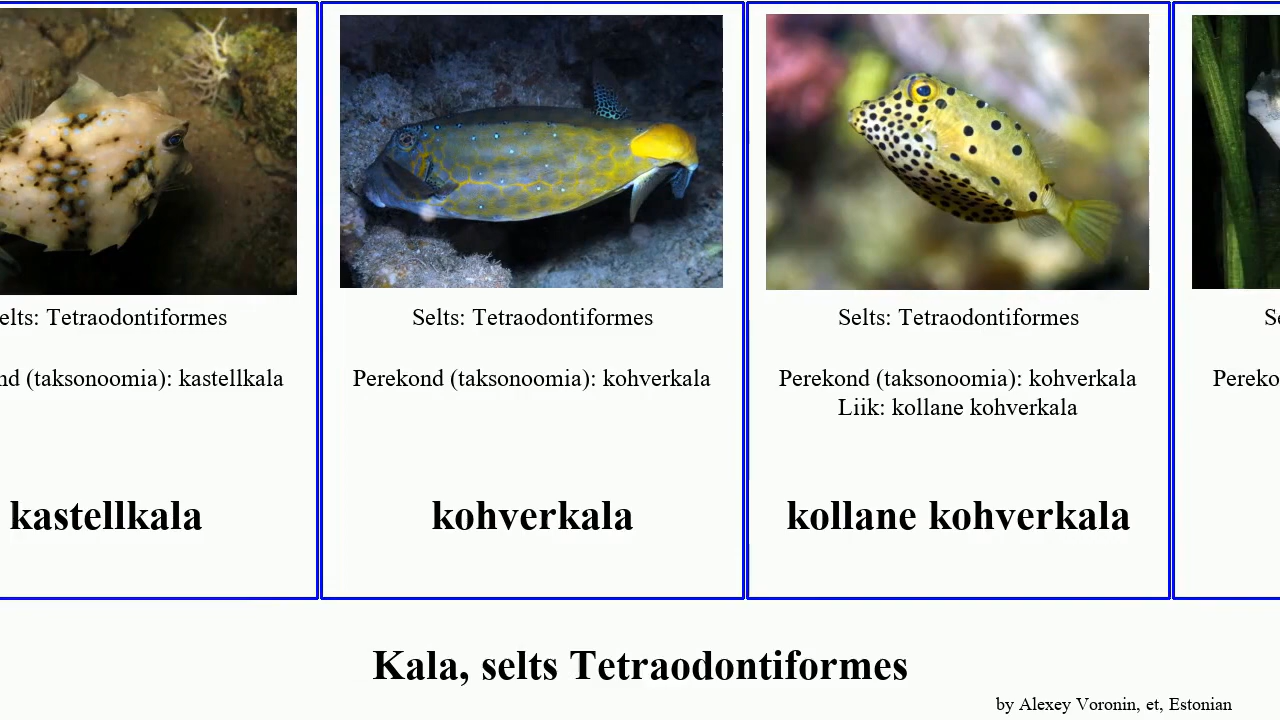 elts: Tetraodontiformes
nd (taksonoomia): kastellkala
kastellkala
Selts: Tetraodontiformes
Perekond (taksonoomia): kohverkala
kohverkala
Selts: Tetraodontiformes
Perekond (taksonoomia): kohverkala
Liik: kollane kohverkala
kollane kohverkala
Se
Pereko
Kala, selts Tetraodontiformes
by Alexey Voronin, et, Estonian